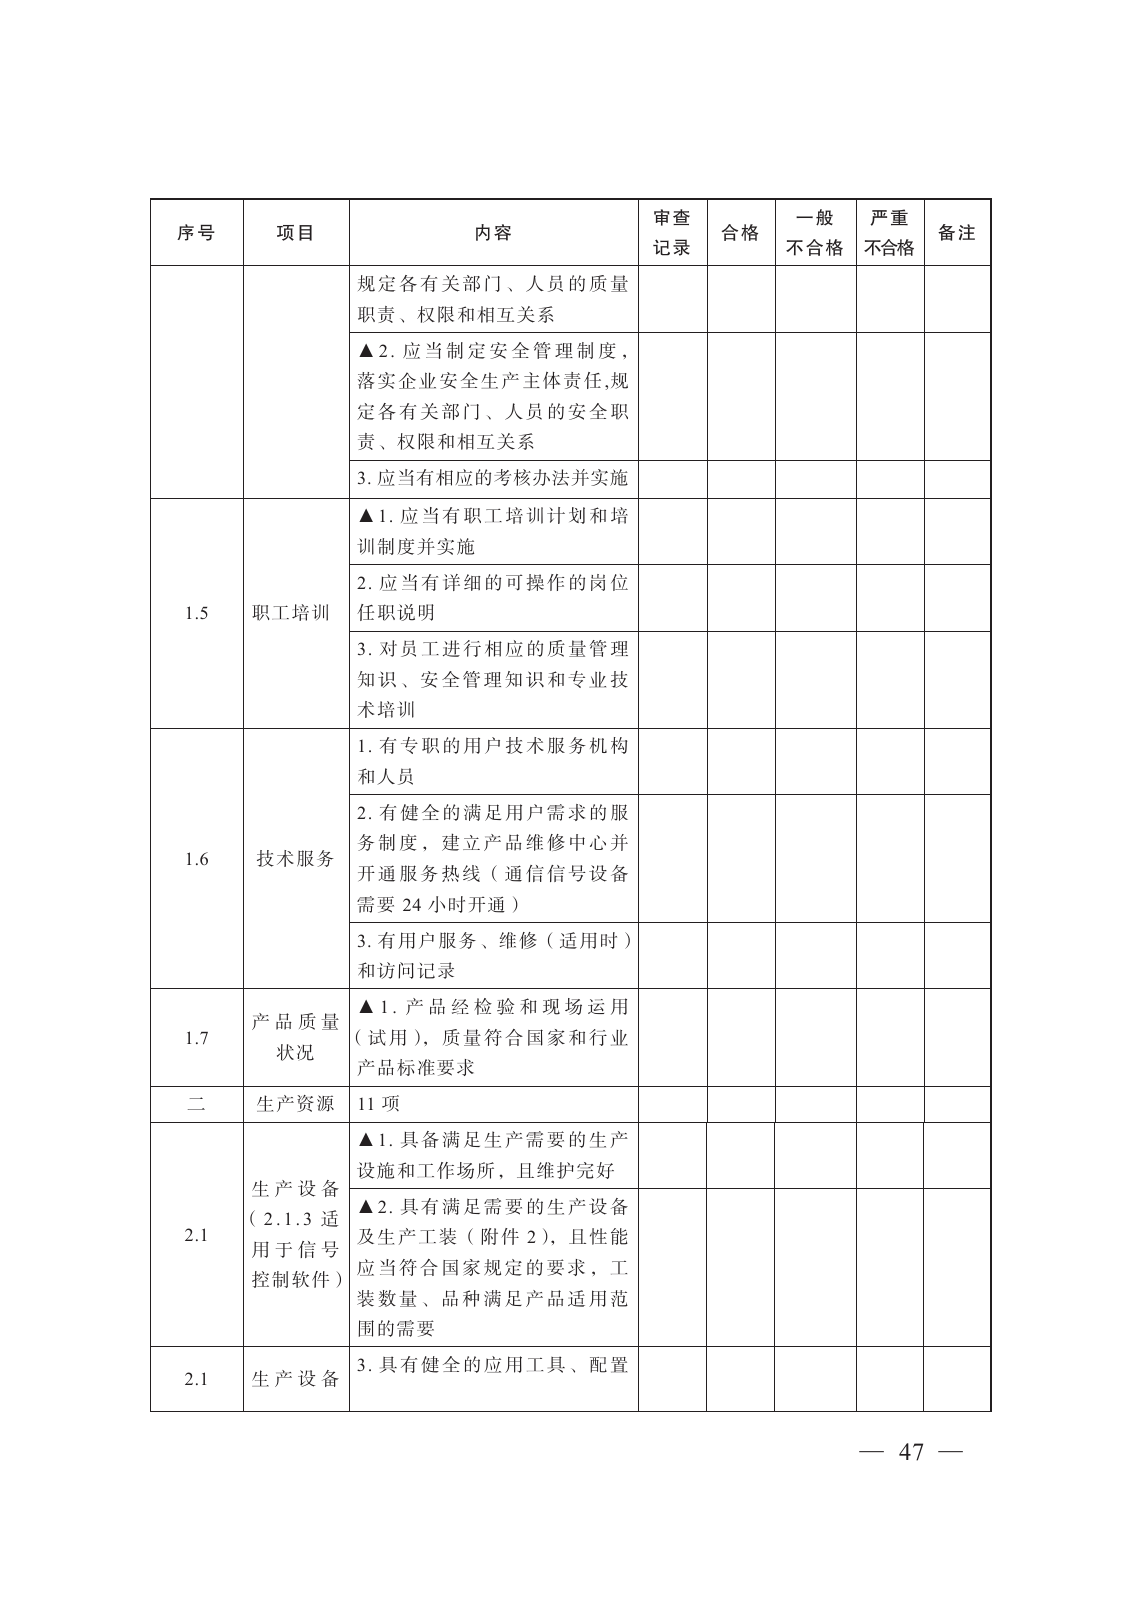 序号 项目 内容 审查记录 合格 一般不合格 严重不合格 备注
规定各有关部门、人员的质量
职责、权限和相互关系
▲2. 应当制定安全管理制度，
落实企业安全生产主体责任,规
定各有关部门、人员的安全职
责、权限和相互关系
3. 应当有相应的考核办法并实施
1.5 职工培训
▲1. 应当有职工培训计划和培
训制度并实施
2. 应当有详细的可操作的岗位
任职说明
3. 对员工进行相应的质量管理
知识、安全管理知识和专业技
术培训
1.6 技术服务
1. 有专职的用户技术服务机构
和人员
2. 有健全的满足用户需求的服
务制度，建立产品维修中心并
开通服务热线（通信信号设备
需要 24 小时开通）
3. 有用户服务、维修（适用时）
和访问记录
1.7
产品质量
状况
▲1. 产品经检验和现场运用
（试用），质量符合国家和行业
产品标准要求
二 生产资源 11 项
2.1
生产设备
（2.1.3 适
用于信号
控制软件）
▲1. 具备满足生产需要的生产
设施和工作场所，且维护完好
▲2. 具有满足需要的生产设备
及生产工装（附件 2），且性能
应当符合国家规定的要求，工
装数量、品种满足产品适用范
围的需要
2.1 生产设备 3. 具有健全的应用工具、配置
— 47 —